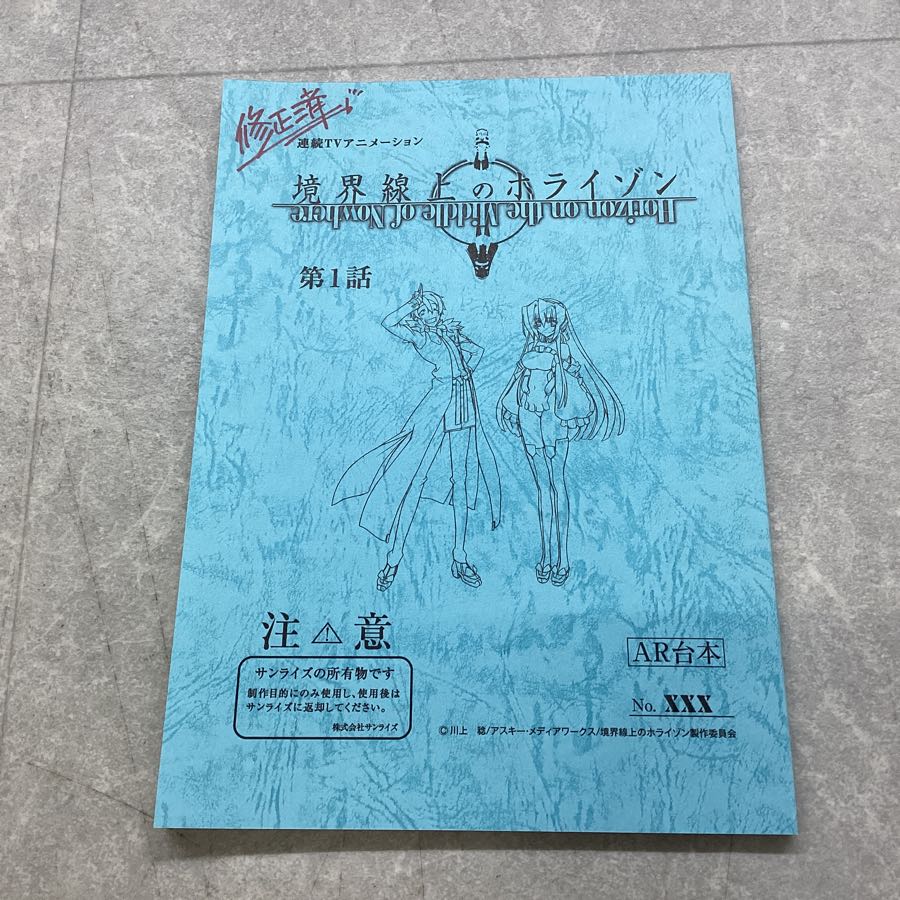 修正済
連続TVアニメーション
境界線上のホライゾン
Horizon on the Middle of Nowhere
第1話
注⚠意
サンライズの所有物です
制作目的にのみ使用し、使用後は
サンライズに返却してください。
株式会社サンライズ
AR台本
No. XXX
©川上 稔/アスキー・メディアワークス/境界線上のホライゾン製作委員会